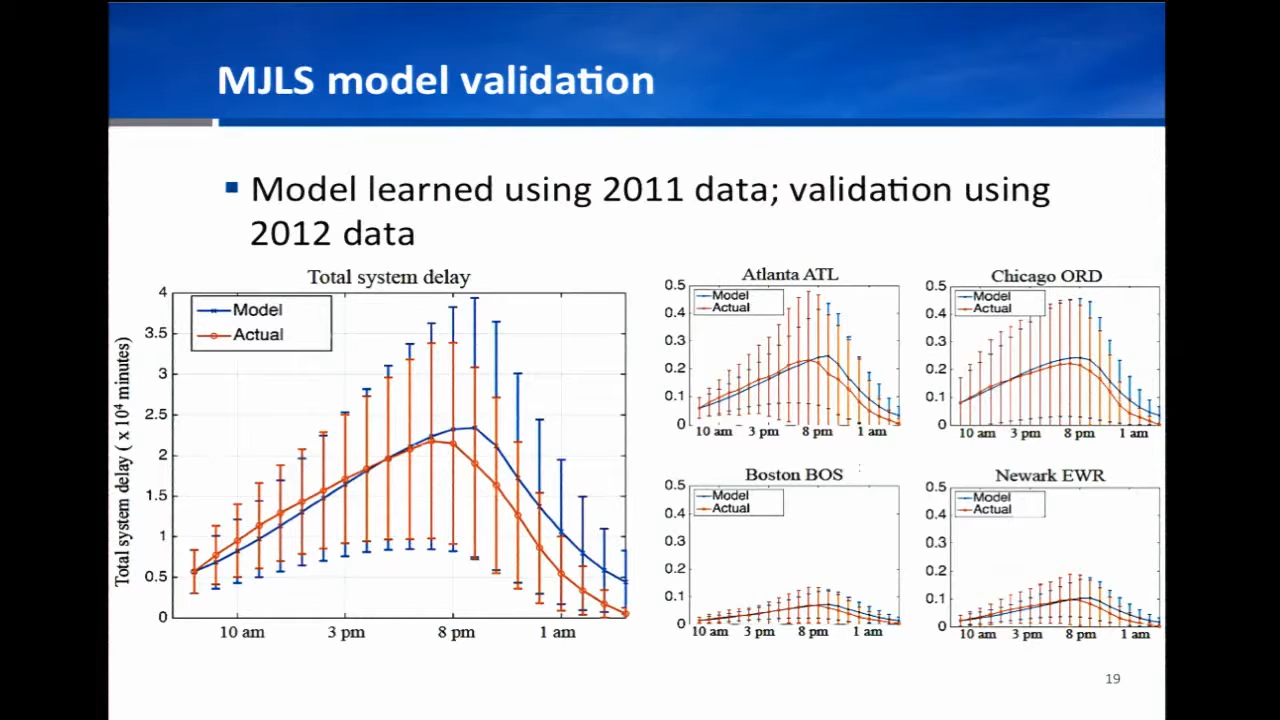 MJLS model validation
Model learned using 2011 data; validation using
2012 data
Total system delay
Total system delay ( x 10⁴ minutes)
4
3.5
3
2.5
2
1.5
1
0.5
0
Model
Actual
10 am 3 pm 8 pm 1 am
Atlanta ATL
0.5
0.4
0.3
0.2
0.1
0
Model
Actual
10 am 3 pm 8 pm 1 am
Chicago ORD
0.5
0.4
0.3
0.2
0.1
0
Model
Actual
10 am 3 pm 8 pm 1 am
Boston BOS
0.5
0.4
0.3
0.2
0.1
0
Model
Actual
10 am 3 pm 8 pm 1 am
Newark EWR
0.5
0.4
0.3
0.2
0.1
0
Model
Actual
10 am 3 pm 8 pm 1 am
19